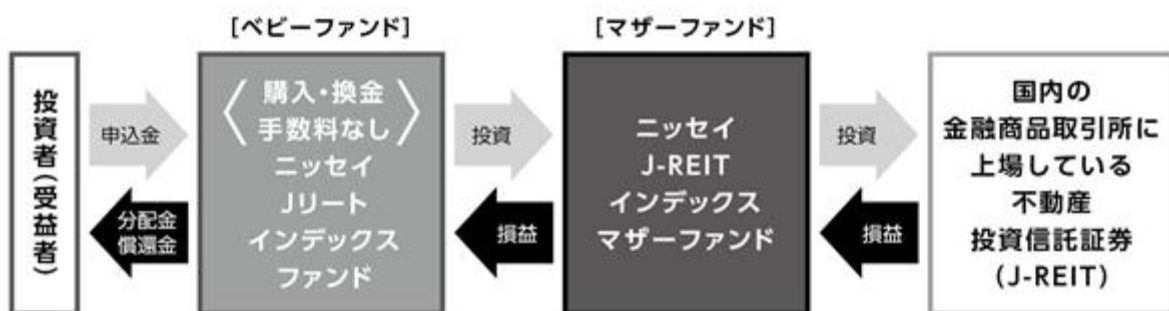 [ベビーファンド]
[マザーファンド]
投資者(受益者)
申込金
分配金
償還金
〈購入・換金
手数料なし〉
ニッセイ
Jリート
インデックス
ファンド
投資
損益
ニッセイ
J-REIT
インデックス
マザーファンド
投資
損益
国内の
金融商品取引所に
上場している
不動産
投資信託証券
(J-REIT)